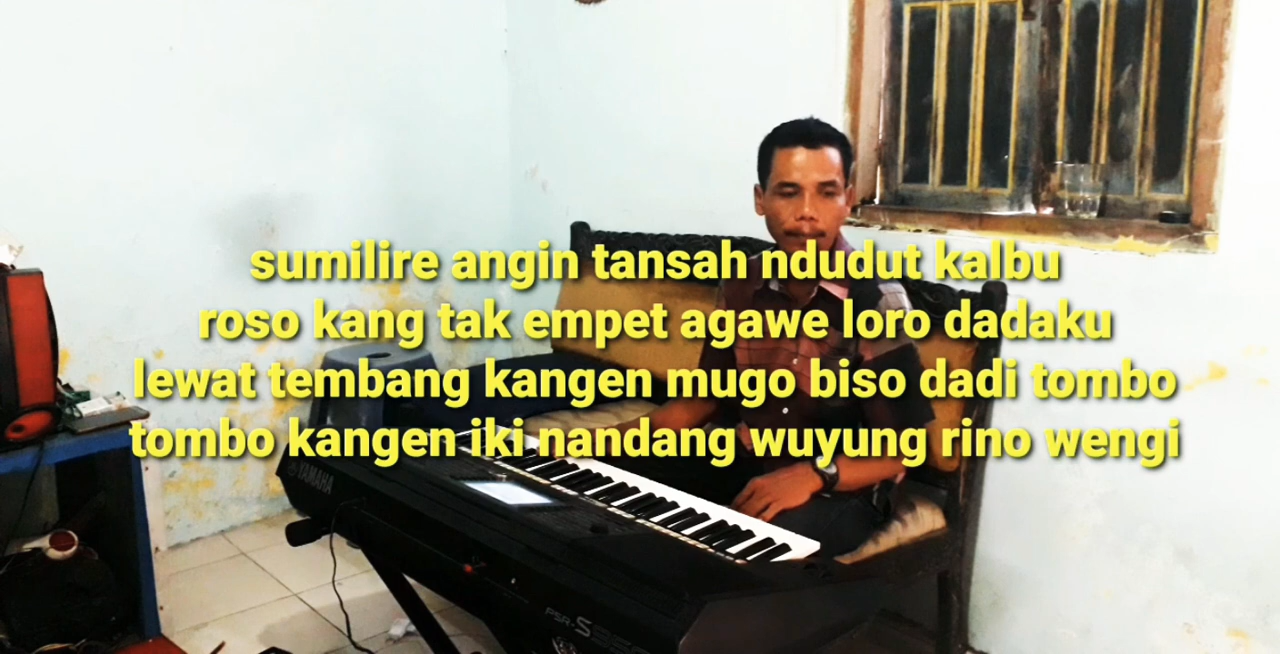 sumilire angin tansah ndudut kalbu
roso kang tak empet agawe loro dadaku
lewat tembang kangen mugo biso dadi tombo
tombo kangen iki nandang wuyung rino wengi
YAMAHA
PSR-S